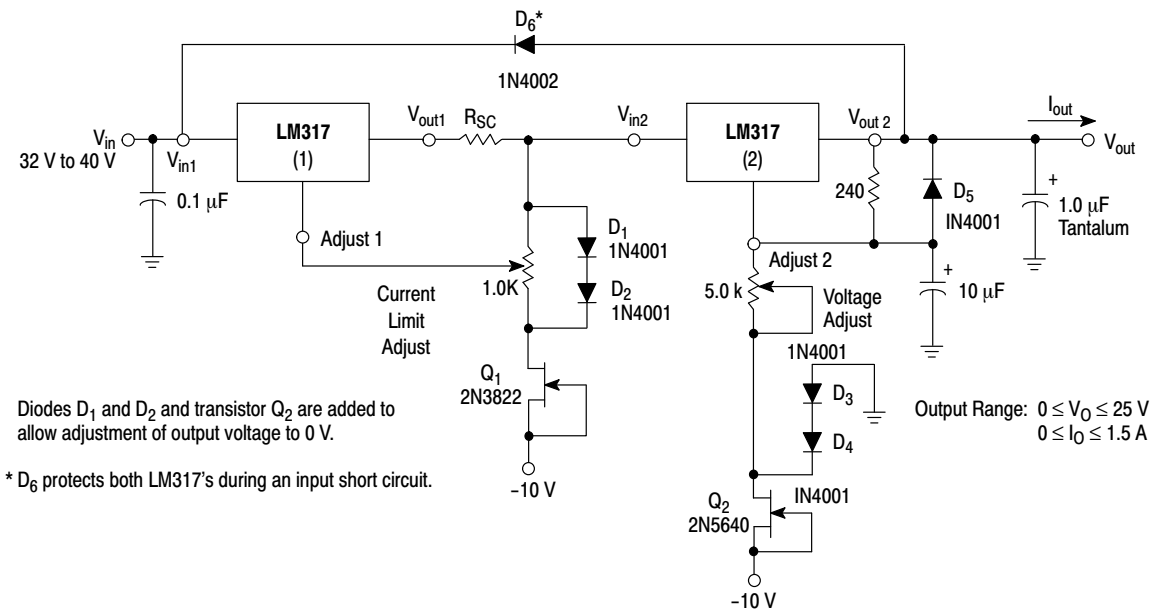 D6*
1N4002
Vin
32 V to 40 V
Vin1
0.1 μF
LM317
(1)
Vout1
RSC
Vin2
LM317
(2)
Vout 2
Iout
Vout
240
D5
IN4001
+
1.0 μF
Tantalum
Adjust 1
D1
1N4001
1.0K
D2
1N4001
Current
Limit
Adjust
Adjust 2
5.0 k
Voltage
Adjust
+
10 μF
1N4001
D3
D4
IN4001
Q1
2N3822
–10 V
Q2
2N5640
–10 V
Output Range: 0 ≤ VO ≤ 25 V
0 ≤ IO ≤ 1.5 A
Diodes D1 and D2 and transistor Q2 are added to
allow adjustment of output voltage to 0 V.
* D6 protects both LM317's during an input short circuit.